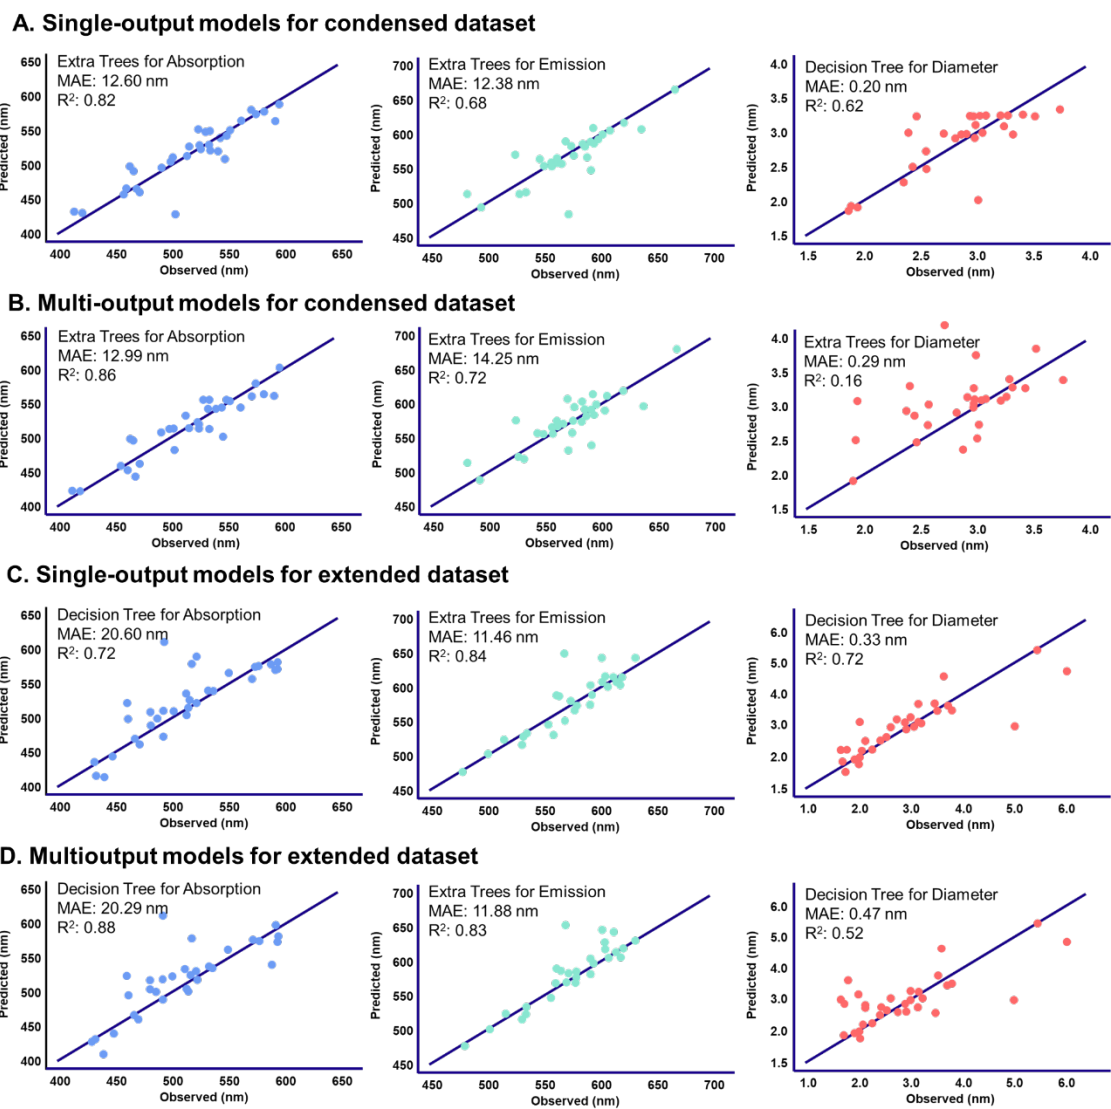 A. Single-output models for condensed dataset
Extra Trees for Absorption
MAE: 12.60 nm
R²: 0.82
650
600
550
500
450
400
Predicted (nm)
400 450 500 550 600 650
Observed (nm)
Extra Trees for Emission
MAE: 12.38 nm
R²: 0.68
700
650
600
550
500
450
Predicted (nm)
450 500 550 600 650 700
Observed (nm)
Decision Tree for Diameter
MAE: 0.20 nm
R²: 0.62
4.0
3.5
3.0
2.5
2.0
1.5
Predicted (nm)
1.5 2.0 2.5 3.0 3.5 4.0
Observed (nm)
B. Multi-output models for condensed dataset
Extra Trees for Absorption
MAE: 12.99 nm
R²: 0.86
650
600
550
500
450
400
Predicted (nm)
400 450 500 550 600 650
Observed (nm)
Extra Trees for Emission
MAE: 14.25 nm
R²: 0.72
700
650
600
550
500
450
Predicted (nm)
450 500 550 600 650 700
Observed (nm)
Extra Trees for Diameter
MAE: 0.29 nm
R²: 0.16
4.0
3.5
3.0
2.5
2.0
1.5
Predicted (nm)
1.5 2.0 2.5 3.0 3.5 4.0
Observed (nm)
C. Single-output models for extended dataset
Decision Tree for Absorption
MAE: 20.60 nm
R²: 0.72
650
600
550
500
450
400
Predicted (nm)
400 450 500 550 600 650
Observed (nm)
Extra Trees for Emission
MAE: 11.46 nm
R²: 0.84
700
650
600
550
500
450
Predicted (nm)
450 500 550 600 650 700
Observed (nm)
Decision Tree for Diameter
MAE: 0.33 nm
R²: 0.72
6.0
5.0
4.0
3.0
2.0
1.5
Predicted (nm)
1.0 2.0 3.0 4.0 5.0 6.0
Observed (nm)
D. Multioutput models for extended dataset
Decision Tree for Absorption
MAE: 20.29 nm
R²: 0.88
650
600
550
500
450
400
Predicted (nm)
400 450 500 550 600 650
Observed (nm)
Extra Trees for Emission
MAE: 11.88 nm
R²: 0.83
700
650
600
550
500
450
Predicted (nm)
450 500 550 600 650 700
Observed (nm)
Decision Tree for Diameter
MAE: 0.47 nm
R²: 0.52
6.0
5.0
4.0
3.0
2.0
1.5
Predicted (nm)
1.0 2.0 3.0 4.0 5.0 6.0
Observed (nm)